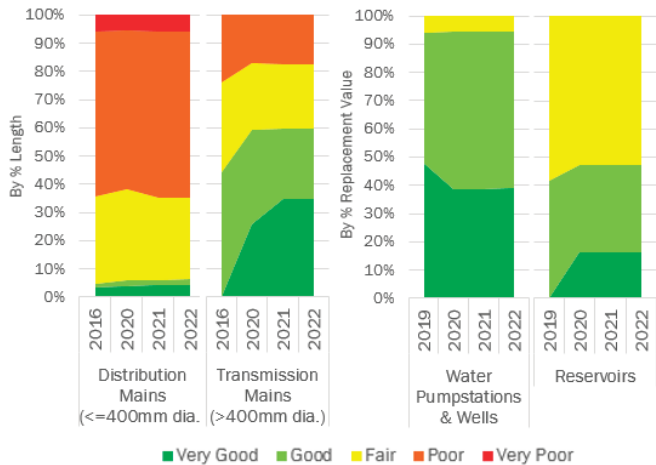 By % Length
100%
90%
80%
70%
60%
50%
40%
30%
20%
10%
0%
2016
2020
2021
2022
Distribution
Mains
(<=400mm dia.
2016
2020
2021
2022
Transmission
Mains
(>400mm dia.)
By % Replacement Value
100%
90%
80%
70%
60%
50%
40%
30%
20%
10%
0%
2019
2020
2021
2022
Water
Pumpstations
& Wells
2019
2020
2021
2022
Reservoirs
Very Good Good Fair Poor Very Poor